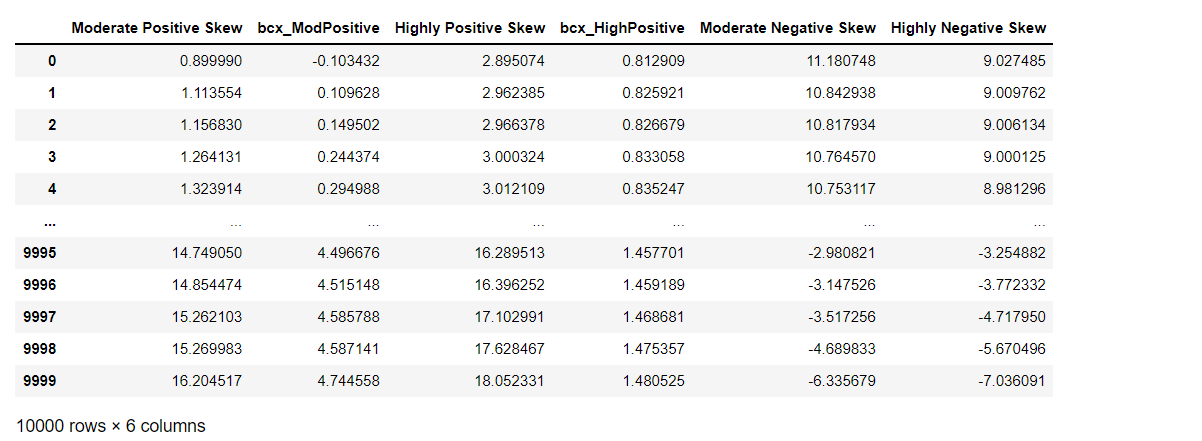 Moderate Positive Skew bcx_ModPositive Highly Positive Skew bcx_HighPositive Moderate Negative Skew Highly Negative Skew
0 0.899990 -0.103432 2.895074 0.812909 11.180748 9.027485
1 1.113554 0.109628 2.962385 0.825921 10.842938 9.009762
2 1.156830 0.149502 2.966378 0.826679 10.817934 9.006134
3 1.264131 0.244374 3.000324 0.833058 10.764570 9.000125
4 1.323914 0.294988 3.012109 0.835247 10.753117 8.981296
... ... ... ... ... ... ...
9995 14.749050 4.496676 16.289513 1.457701 -2.980821 -3.254882
9996 14.854474 4.515148 16.396252 1.459189 -3.147526 -3.772332
9997 15.262103 4.585788 17.102991 1.468681 -3.517256 -4.717950
9998 15.269983 4.587141 17.628467 1.475357 -4.689833 -5.670496
9999 16.204517 4.744558 18.052331 1.480525 -6.335679 -7.036091
10000 rows × 6 columns